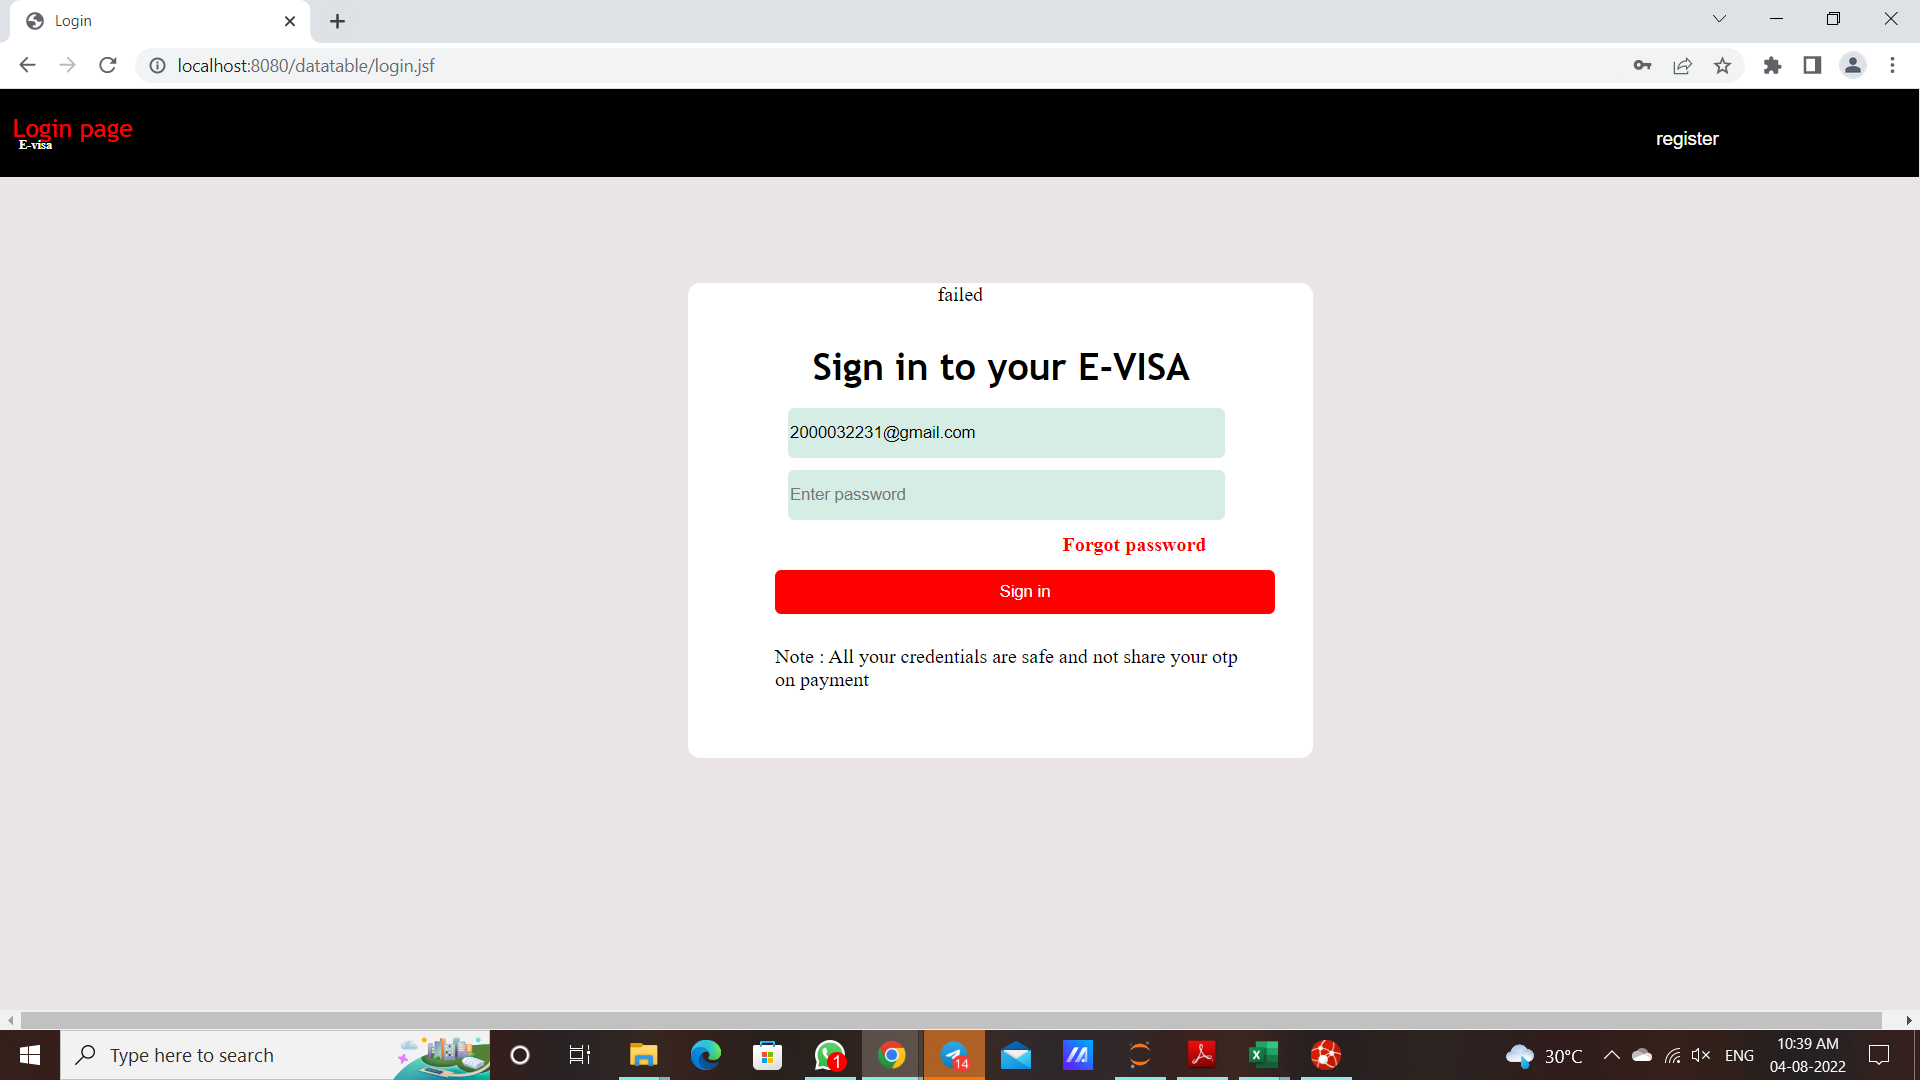 Login
localhost:8080/datatable/login.jsf
Login page
E-visa
register
failed
Sign in to your E-VISA
2000032231@gmail.com
Enter password
Forgot password
Sign in
Note : All your credentials are safe and not share your otp
on payment
Type here to search
1
14
30°C
ENG
10:39 AM
04-08-2022